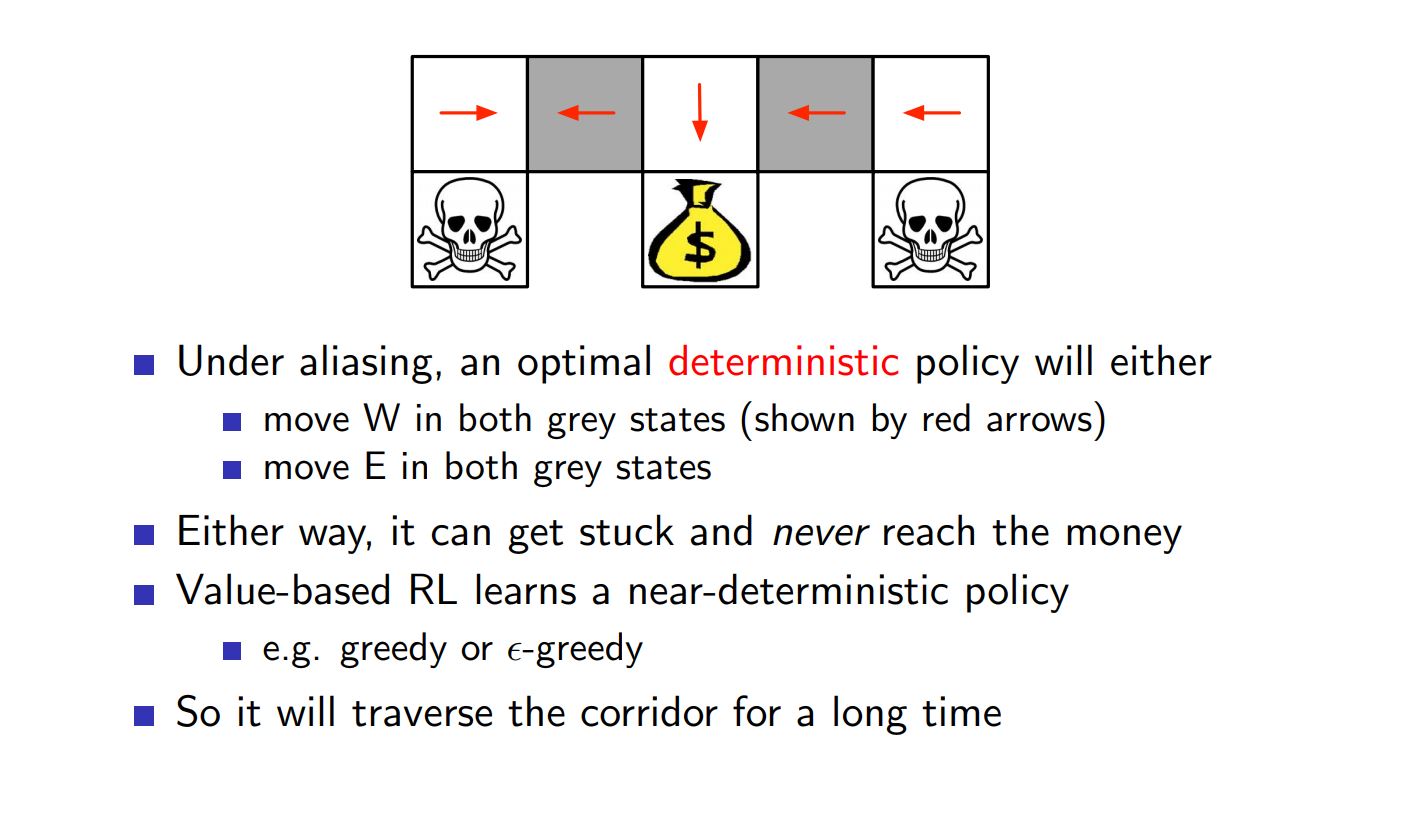 $
Under aliasing, an optimal deterministic policy will either
move W in both grey states (shown by red arrows)
move E in both grey states
Either way, it can get stuck and never reach the money
Value-based RL learns a near-deterministic policy
e.g. greedy or ϵ-greedy
So it will traverse the corridor for a long time